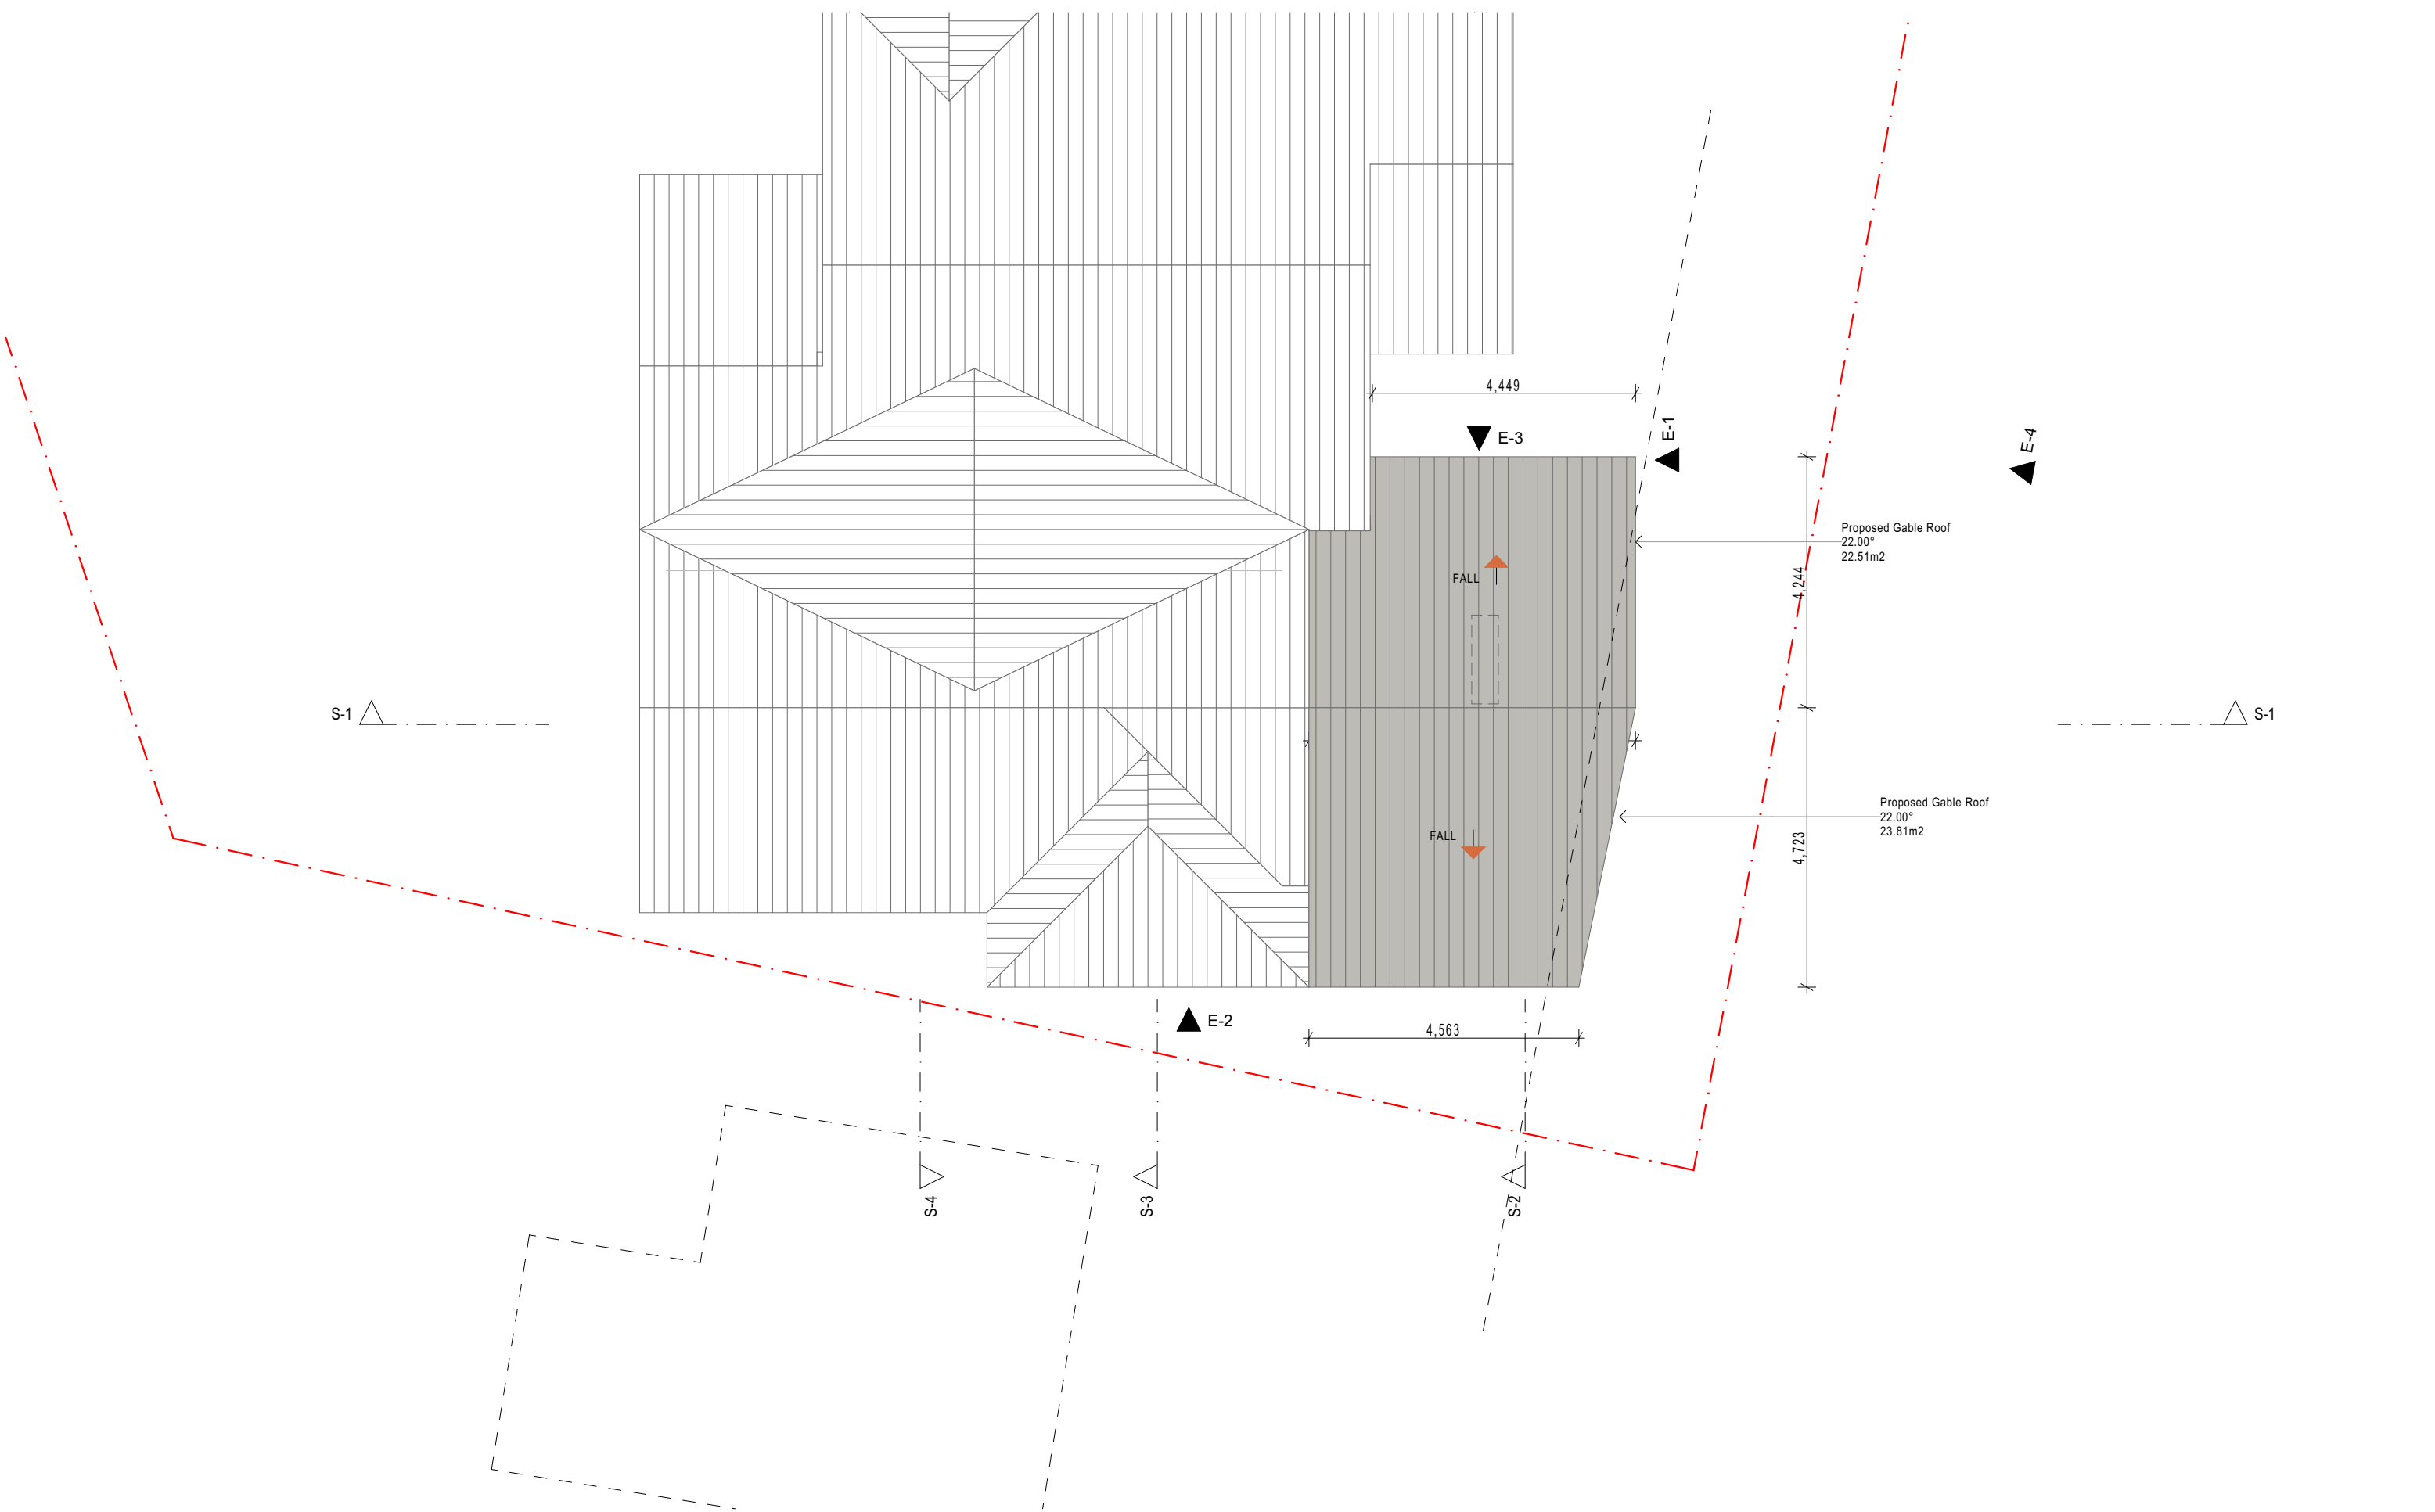 4,449
E-3
E-1
E-4
Proposed Gable Roof
22.00°
22.51m2
FALL
4,244
S-1
S-1
Proposed Gable Roof
22.00°
23.81m2
FALL
4,723
E-2
4,563
S-4
S-3
S-2